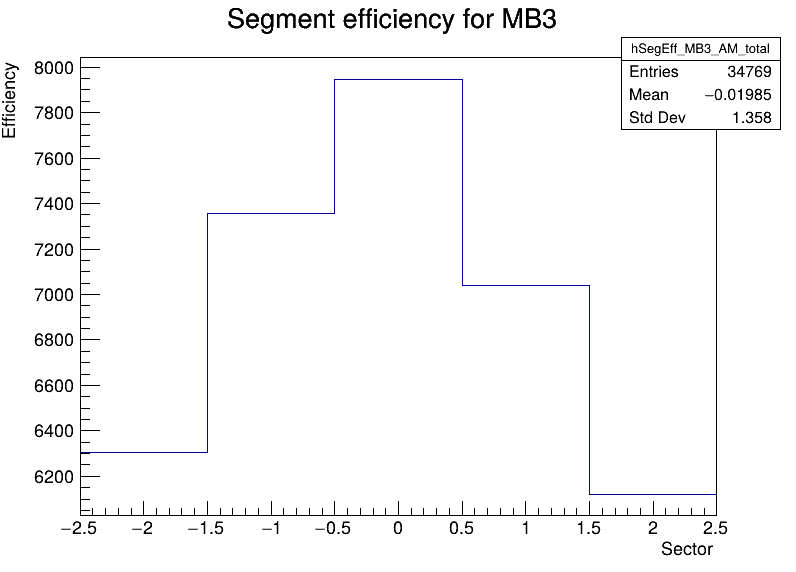 Segment efficiency for MB3
hSegEff_MB3_AM_total
Entries 34769
Mean −0.01985
Std Dev 1.358
Efficiency
8000
7800
7600
7400
7200
7000
6800
6600
6400
6200
−2.5 −2 −1.5 −1 −0.5 0 0.5 1 1.5 2 2.5
Sector